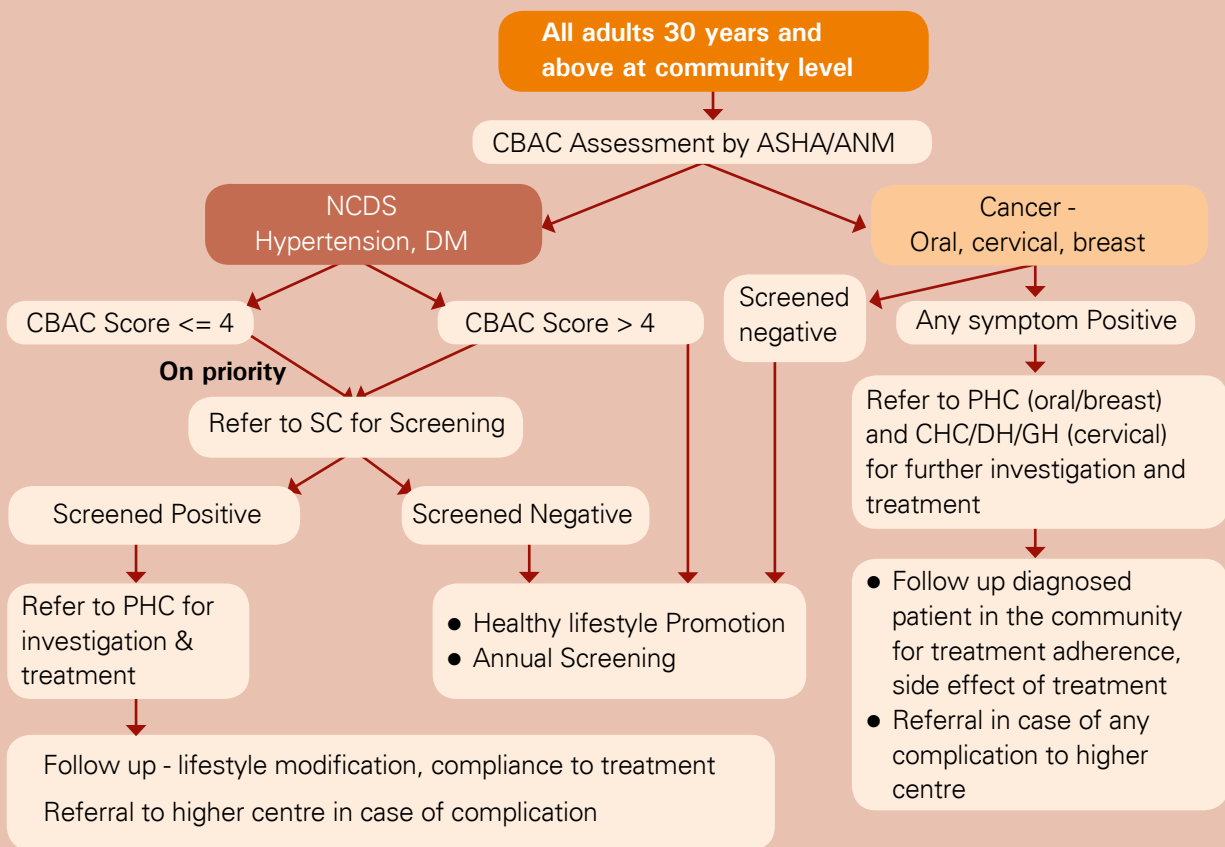 All adults 30 years and
above at community level
CBAC Assessment by ASHA/ANM
NCDS
Hypertension, DM
Cancer -
Oral, cervical, breast
CBAC Score <= 4
CBAC Score > 4
Screened
negative
Any symptom Positive
On priority
Refer to SC for Screening
Refer to PHC (oral/breast)
and CHC/DH/GH (cervical)
for further investigation and
treatment
Screened Positive
Screened Negative
Refer to PHC for
investigation &
treatment
● Healthy lifestyle Promotion
● Annual Screening
● Follow up diagnosed
patient in the community
for treatment adherence,
side effect of treatment
● Referral in case of any
complication to higher
centre
Follow up - lifestyle modification, compliance to treatment
Referral to higher centre in case of complication